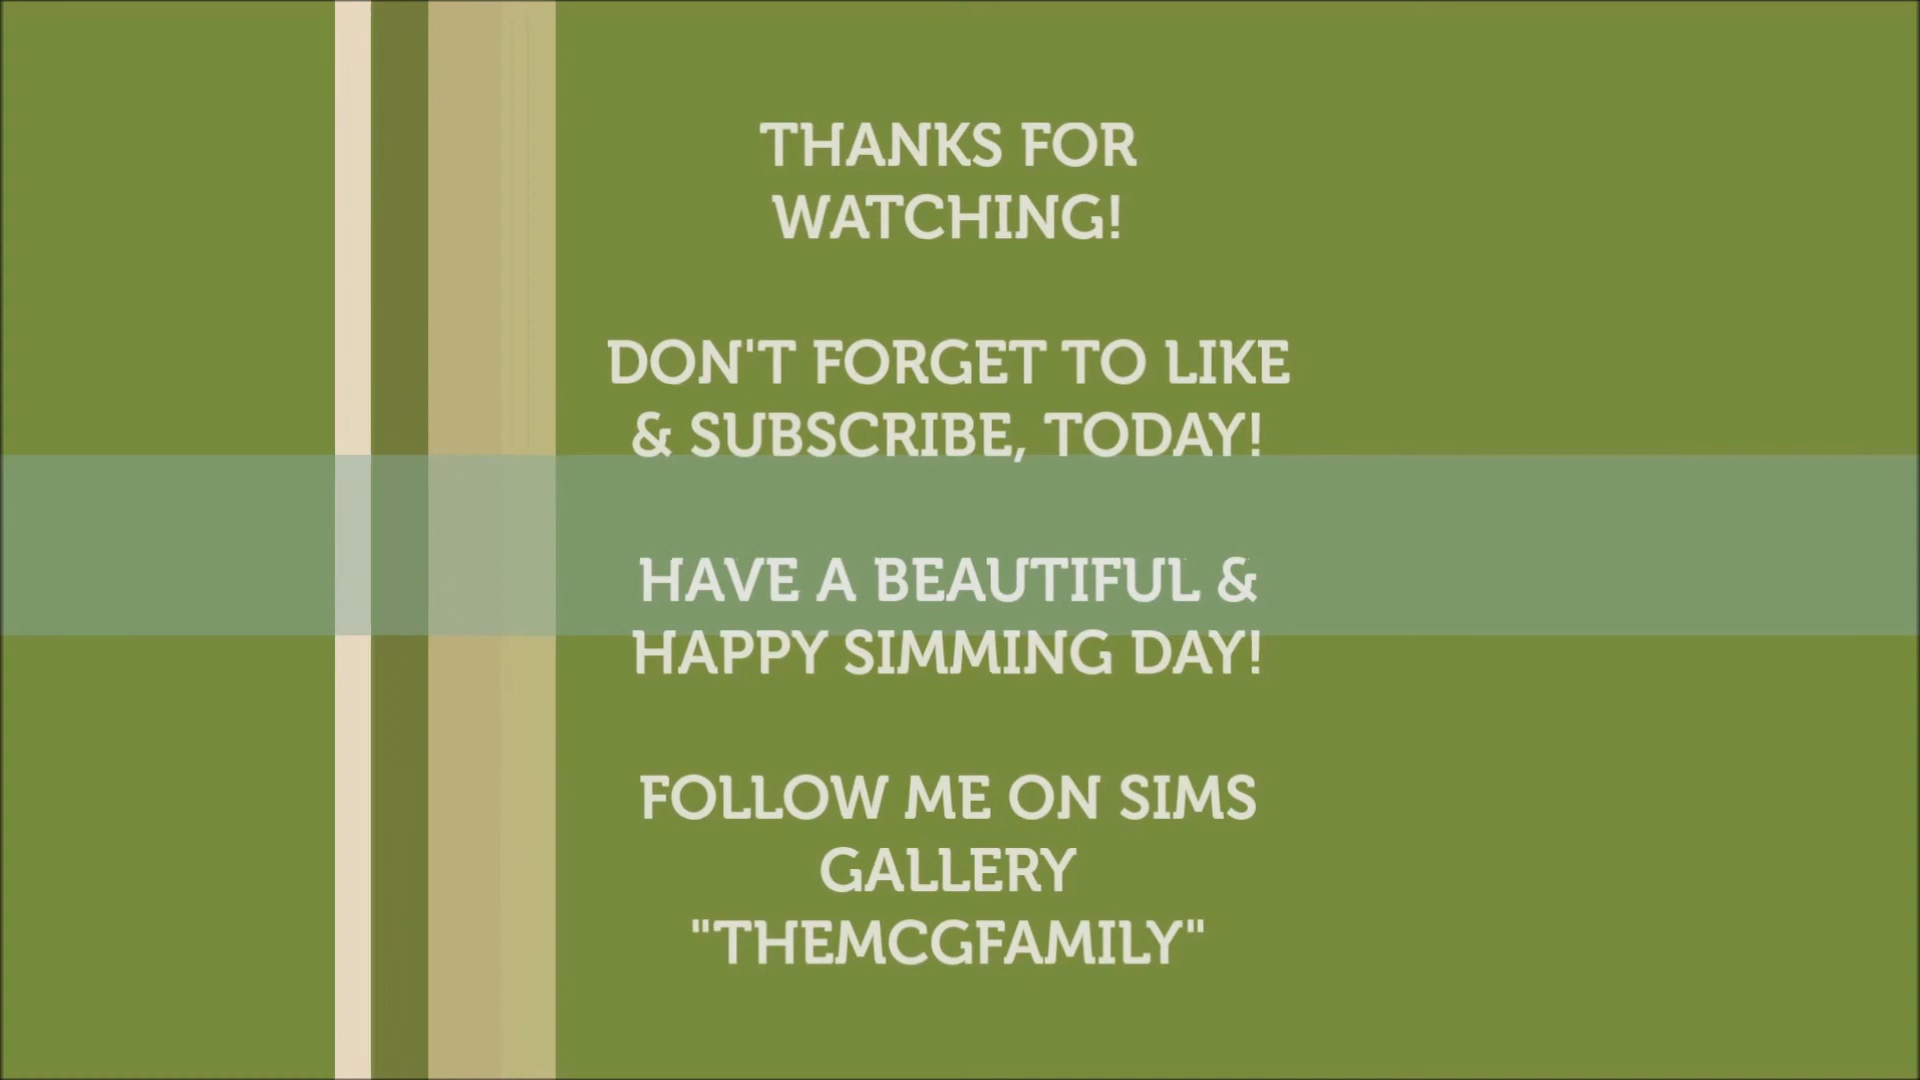 THANKS FOR
WATCHING!
DON'T FORGET TO LIKE
& SUBSCRIBE, TODAY!
HAVE A BEAUTIFUL &
HAPPY SIMMING DAY!
FOLLOW ME ON SIMS
GALLERY
"THEMCGFAMILY"